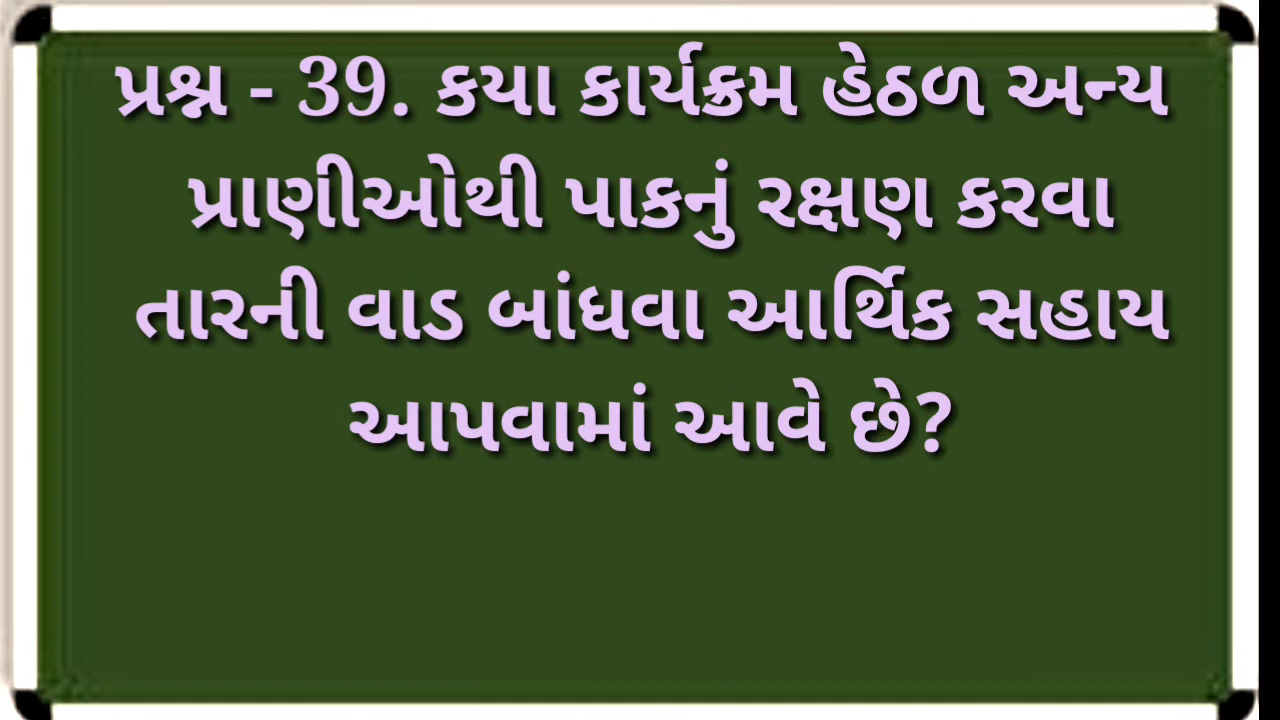 પ્રશ્ન - 39. કયા કાર્યક્રમ હેઠળ અન્ય
પ્રાણીઓથી પાકનું રક્ષણ કરવા
તારની વાડ બાંધવા આર્થિક સહાય
આપવામાં આવે છે?